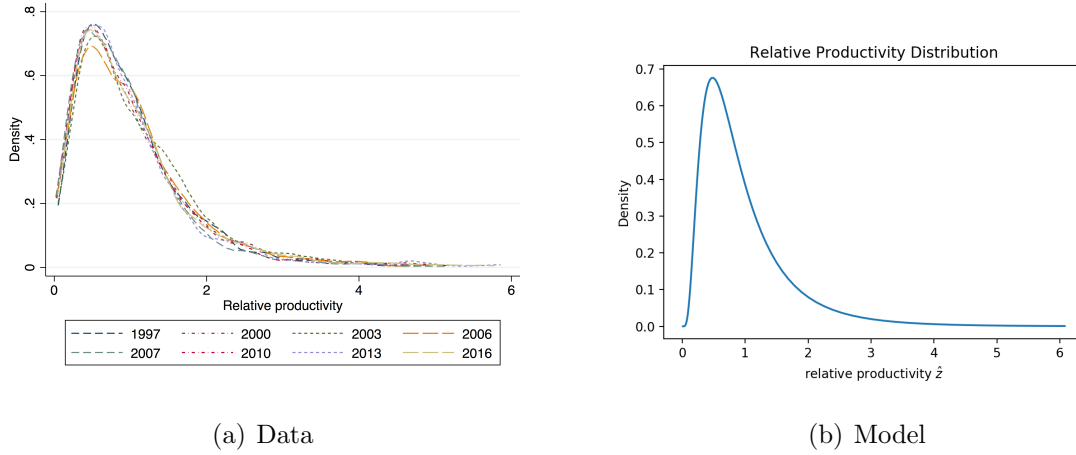 .8
.6
.4
.2
0
Density
0 2 4 6
Relative productivity
1997 2000 2003 2006
2007 2010 2013 2016
(a) Data
Relative Productivity Distribution
0.7
0.6
0.5
0.4
0.3
0.2
0.1
0.0
Density
0 1 2 3 4 5 6
relative productivity ẑ
(b) Model